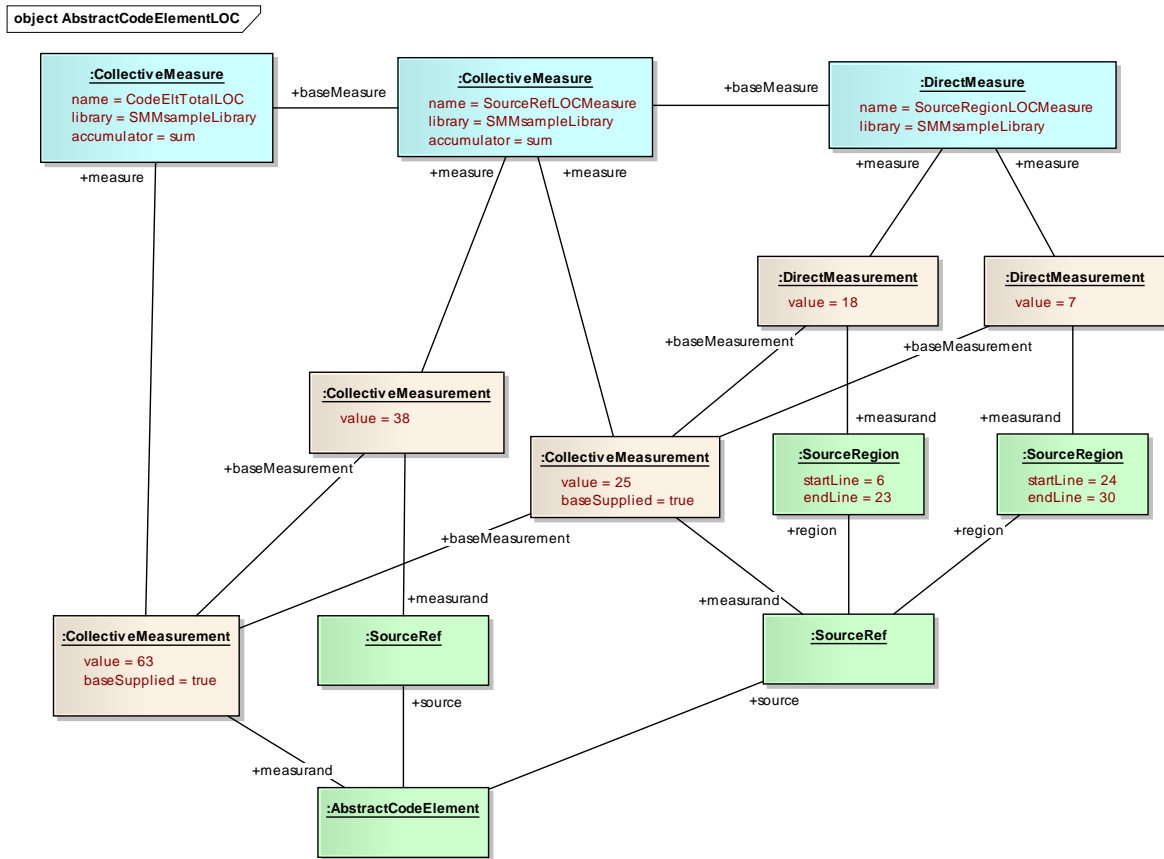 object AbstractCodeElementLOC
:CollectiveMeasure
name = CodeEltTotalLOC
library = SMMsampleLibrary
accumulator = sum
+baseMeasure
:CollectiveMeasure
name = SourceRefLOCMeasure
library = SMMsampleLibrary
accumulator = sum
+baseMeasure
:DirectMeasure
name = SourceRegionLOCMeasure
library = SMMsampleLibrary
+measure
+measure
+measure
+measure
+measure
:DirectMeasurement
value = 18
:DirectMeasurement
value = 7
+baseMeasurement
+baseMeasurement
:CollectiveMeasurement
value = 38
+measurand
+measurand
:CollectiveMeasurement
value = 25
baseSupplied = true
:SourceRegion
startLine = 6
endLine = 23
:SourceRegion
startLine = 24
endLine = 30
+baseMeasurement
+baseMeasurement
+region
+region
+measurand
+measurand
:CollectiveMeasurement
value = 63
baseSupplied = true
:SourceRef
:SourceRef
+source
+source
+measurand
:AbstractCodeElement